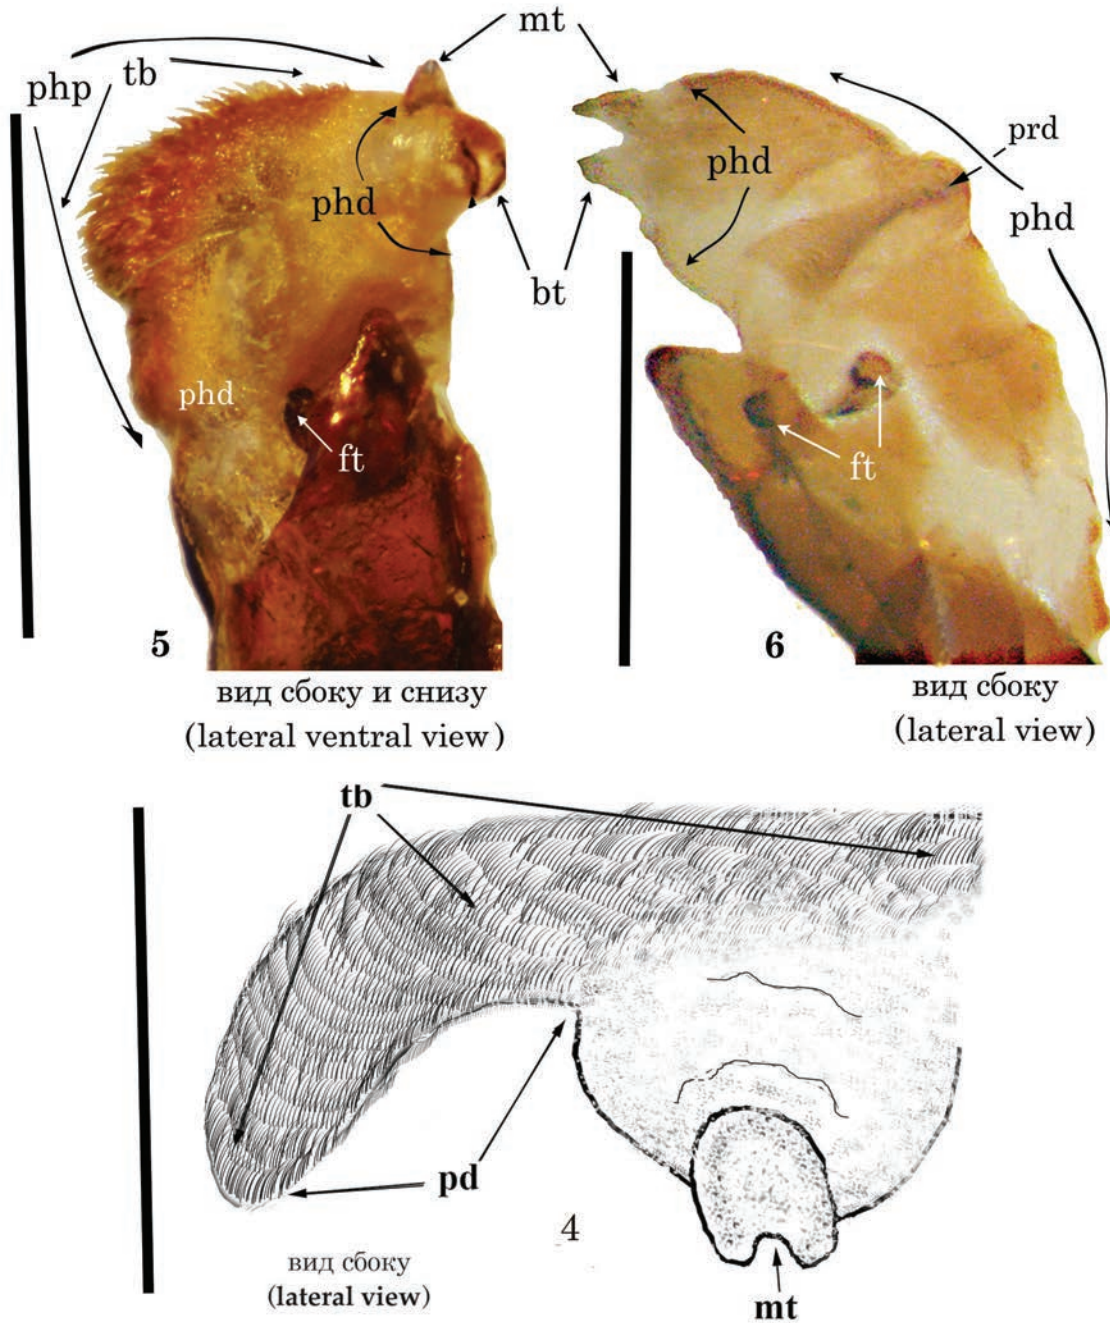 mt
php
tb
prd
phd
phd
phd
bt
phd
ft
ft
5
6
вид сбоку и снизу
(lateral ventral view)
вид сбоку
(lateral view)
tb
pd
4
вид сбоку
(lateral view)
mt